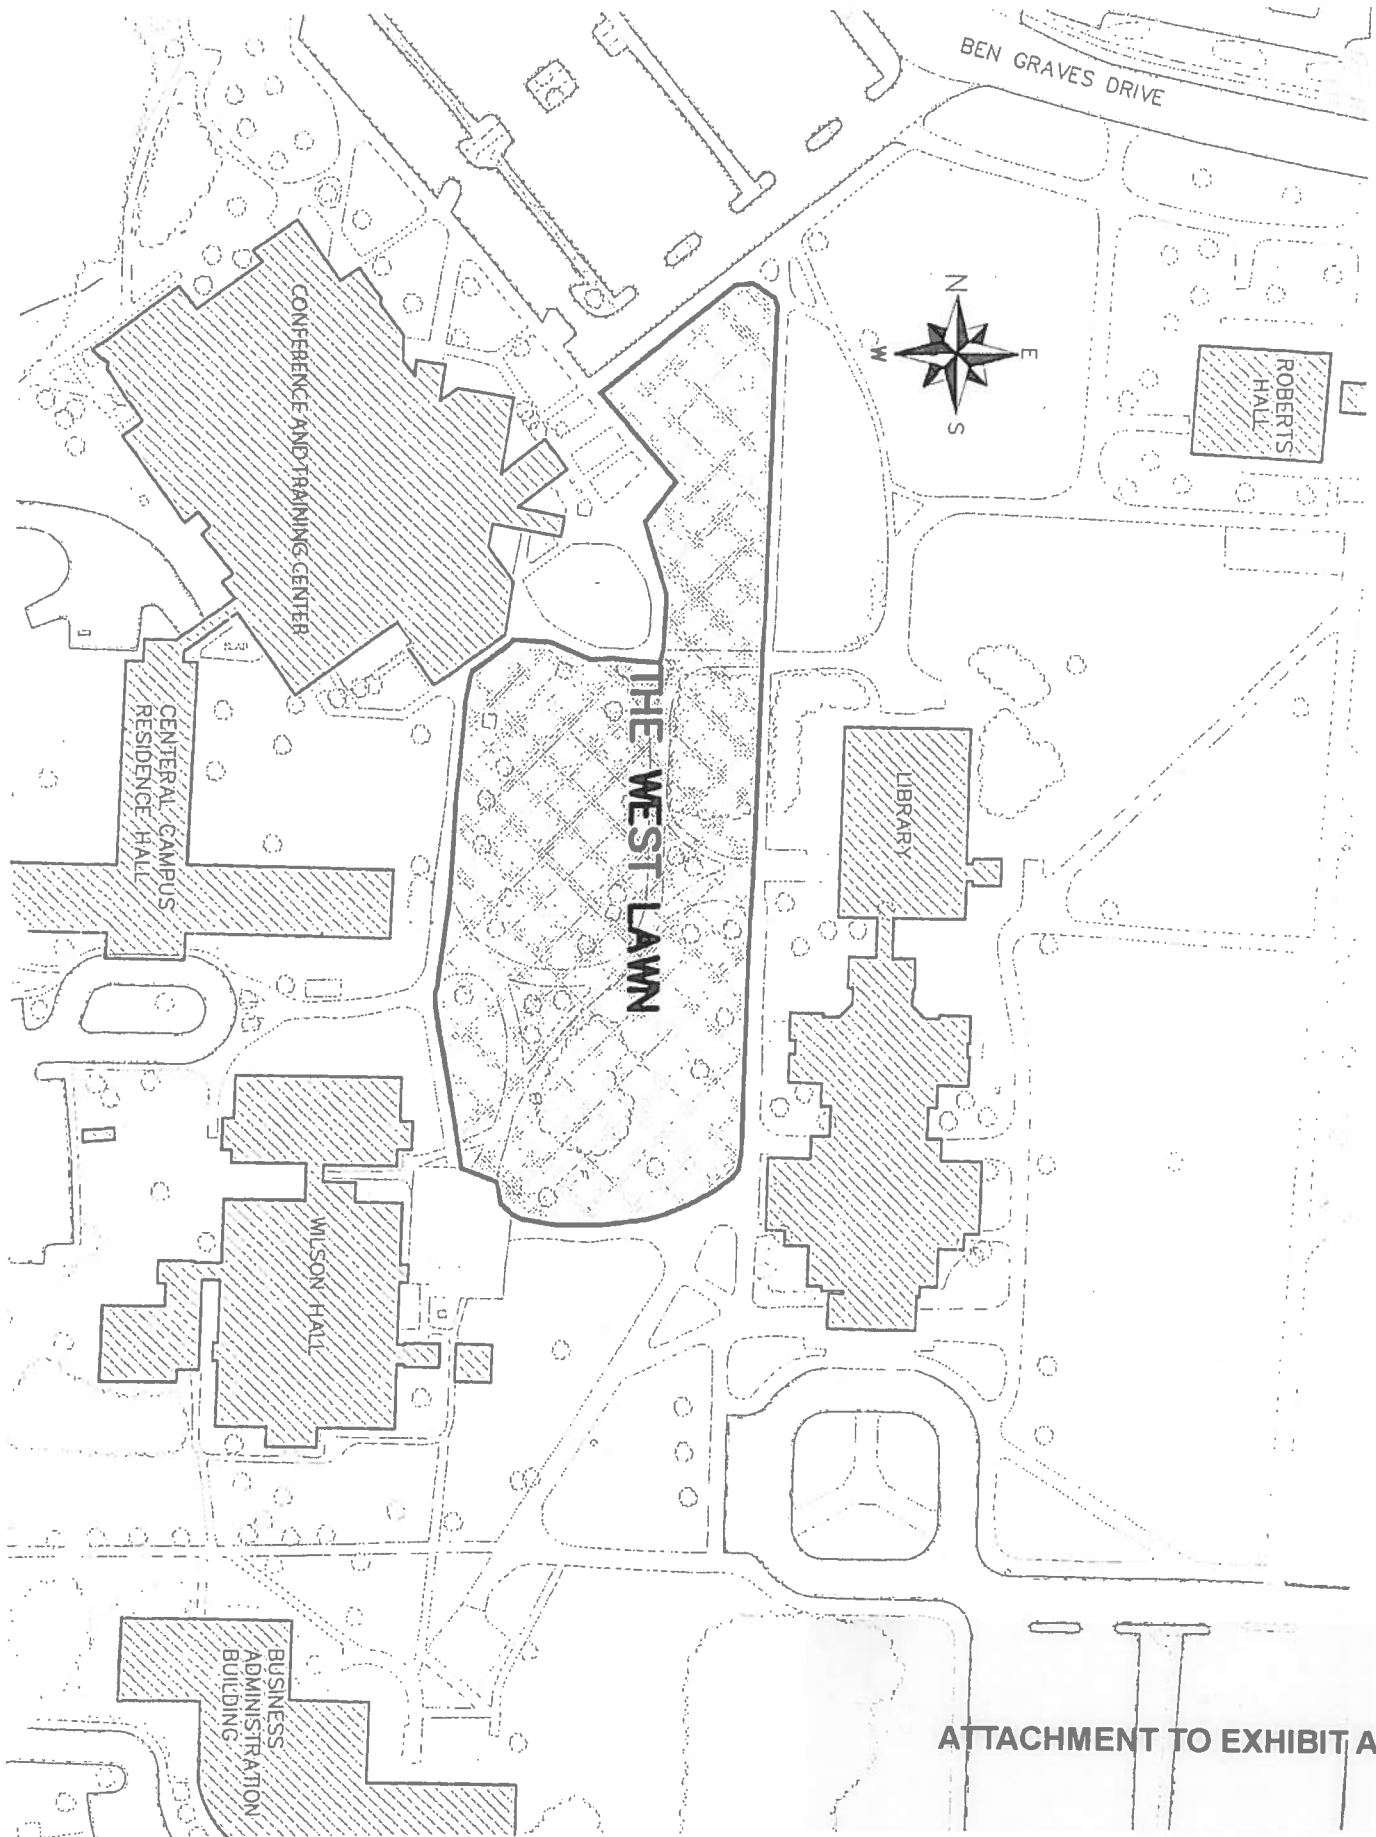 BEN GRAVES DRIVE
N
E
W
S
ROBERTS
HALL
CONFERENCE AND TRAINING CENTER
THE WEST LAWN
LIBRARY
CENTERAL CAMPUS
RESIDENCE HALL
WILSON HALL
BUSINESS
ADMINISTRATION
BUILDING
ATTACHMENT TO EXHIBIT A